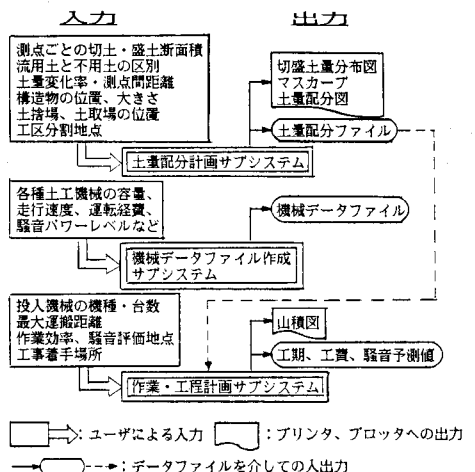 入力
出力
測点ごとの切土・盛土断面積
流用土と不用土の区別
土量変化率・測点間距離
構造物の位置、大きさ
土捨場、土取場の位置
工区分割地点
切盛土量分布図
マスカーブ
土量配分図
土量配分ファイル
土量配分計画サブシステム
各種土工機械の容量、
走行速度、運転経費、
騒音パワーレベルなど
機械データファイル
機械データファイル作成
サブシステム
投入機械の機種・台数
最大運搬距離
作業効率、騒音評価地点
工事着手場所
山積図
工期、工費、騒音予測値
作業・工程計画サブシステム
：ユーザによる入力
：プリンタ、プロッタへの出力
：データファイルを介しての入出力